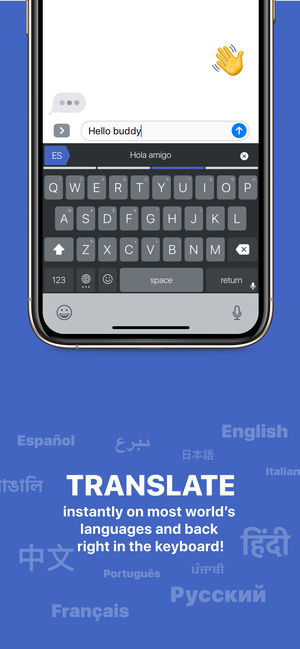 Hello buddy
ES
Hola amigo
Q W E R T Y U I O P
A S D F G H J K L
Z X C V B N M
123
space
return
Español
English
日本語
Italian
TRANSLATE
instantly on most world's
languages and back
right in the keyboard!
中文
हिंदी
ਪੰਜਾਬੀ
Português
Русский
Français